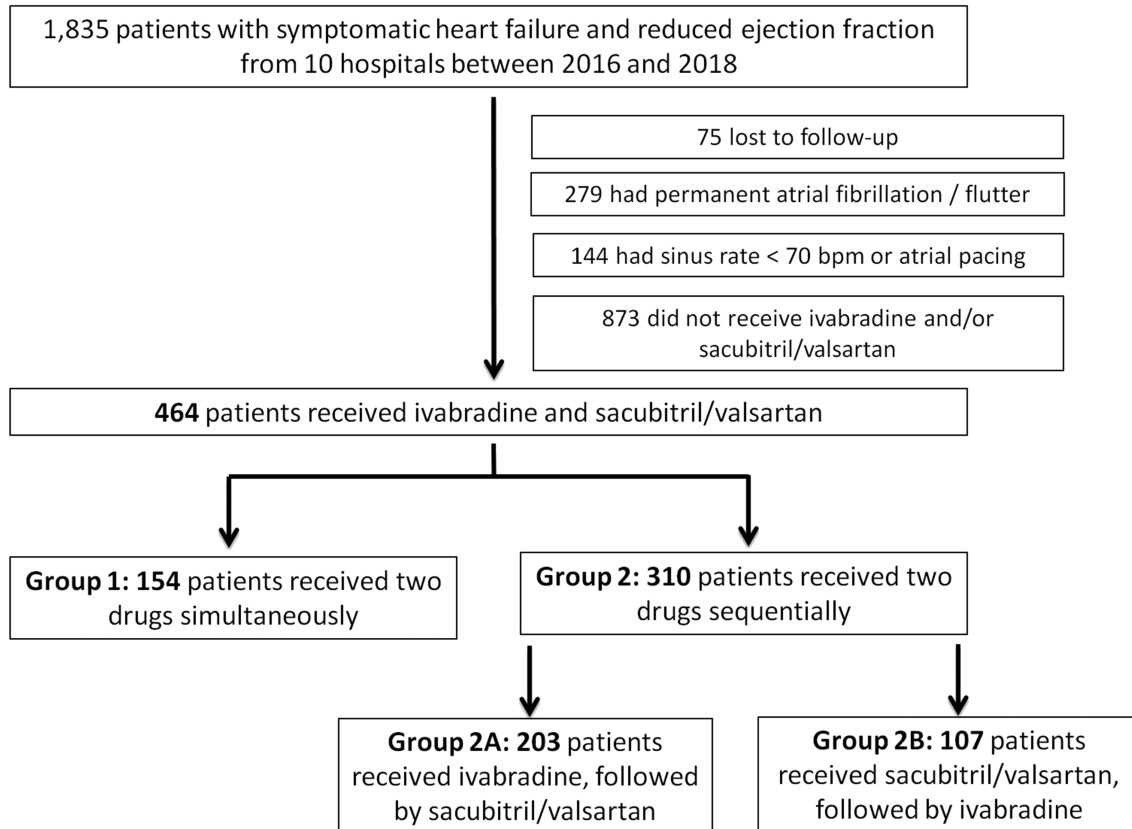 1,835 patients with symptomatic heart failure and reduced ejection fraction
from 10 hospitals between 2016 and 2018
75 lost to follow-up
279 had permanent atrial fibrillation / flutter
144 had sinus rate < 70 bpm or atrial pacing
873 did not receive ivabradine and/or
sacubitril/valsartan
464 patients received ivabradine and sacubitril/valsartan
Group 1: 154 patients received two
drugs simultaneously
Group 2: 310 patients received two
drugs sequentially
Group 2A: 203 patients
received ivabradine, followed
by sacubitril/valsartan
Group 2B: 107 patients
received sacubitril/valsartan,
followed by ivabradine